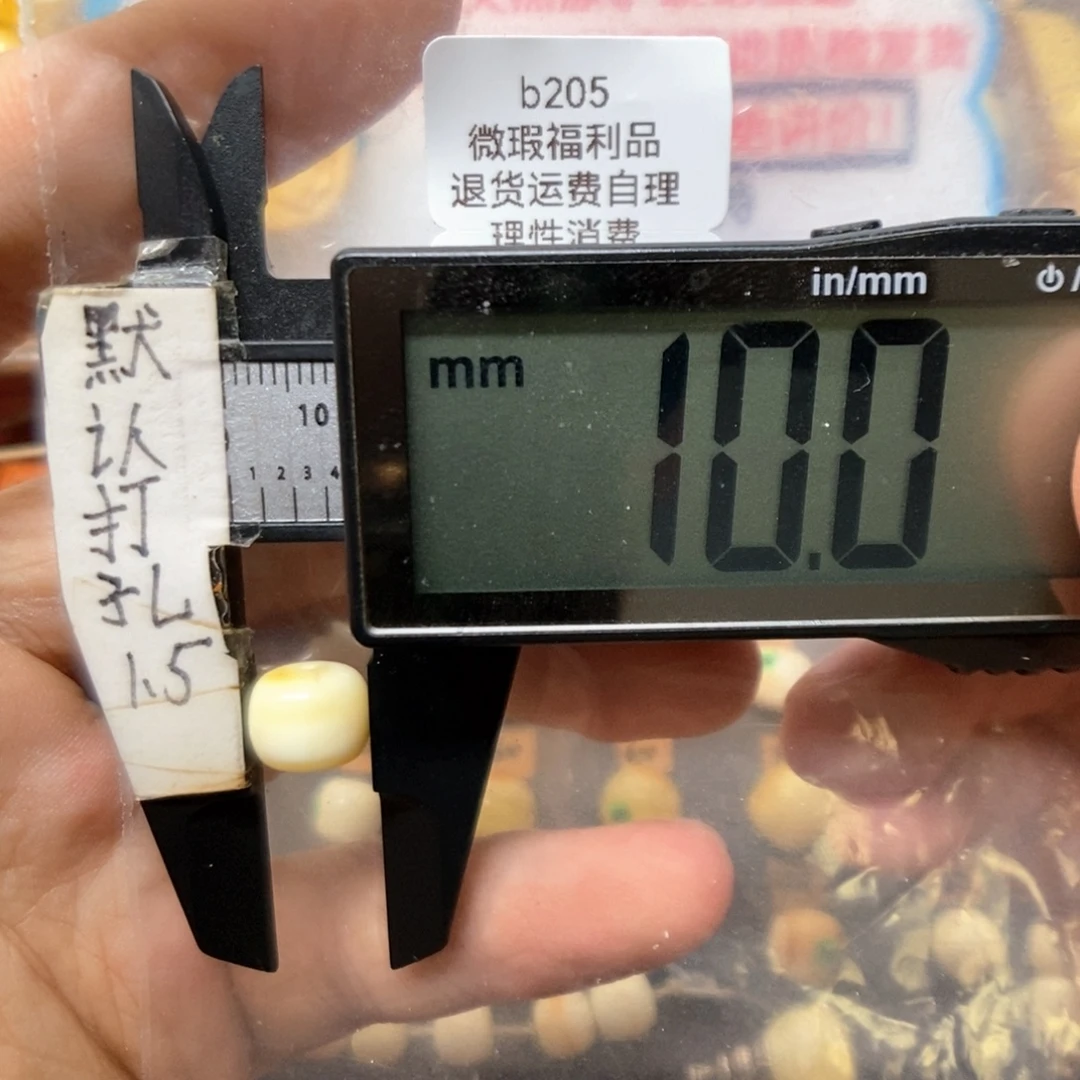 b205
微瑕福利品
退货运费自理
理性消费
in/mm
mm
10.0
10
1 2 3 4
默
认
打
孔
1.5